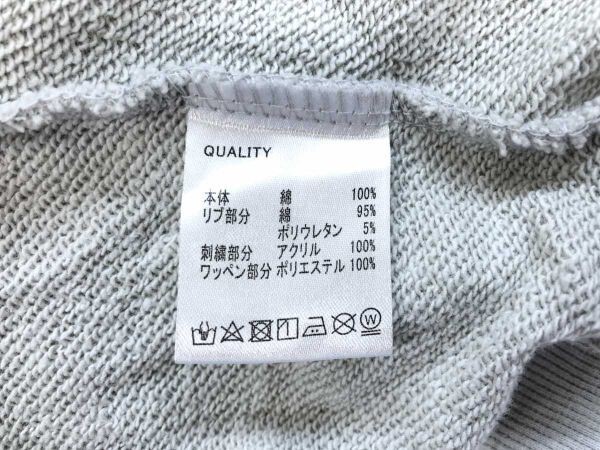 QUALITY
本体 綿 100%
リブ部分 綿 95%
ポリウレタン 5%
刺繍部分 アクリル 100%
ワッペン部分 ポリエステル 100%
W